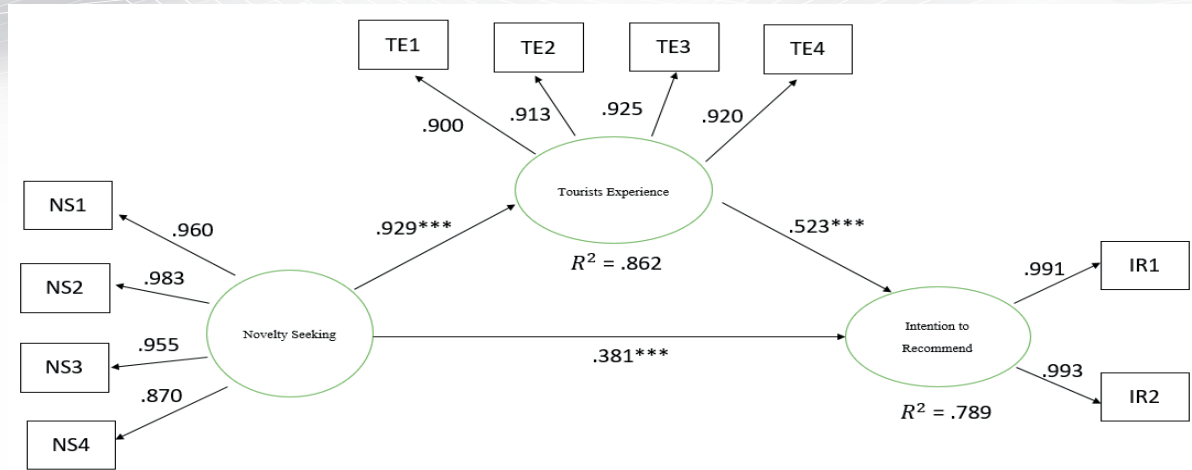 TE1
TE2
TE3
TE4
.900
.913
.925
.920
Tourists Experience
R² = .862
NS1
NS2
NS3
NS4
.960
.983
.955
.870
Novelty Seeking
.929***
.523***
.381***
Intention to
Recommend
R² = .789
.991
.993
IR1
IR2